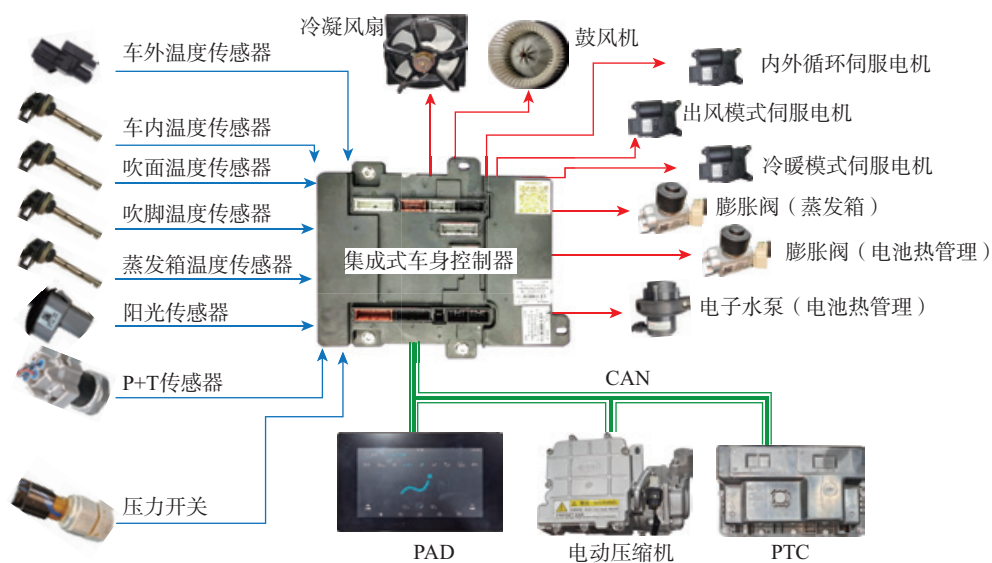 冷凝风扇
鼓风机
车外温度传感器
内外循环伺服电机
出风模式伺服电机
车内温度传感器
吹面温度传感器
冷暖模式伺服电机
吹脚温度传感器
膨胀阀（蒸发箱）
集成式车身控制器
膨胀阀（电池热管理）
蒸发箱温度传感器
阳光传感器
电子水泵（电池热管理）
P+T传感器
CAN
压力开关
PAD
电动压缩机
PTC